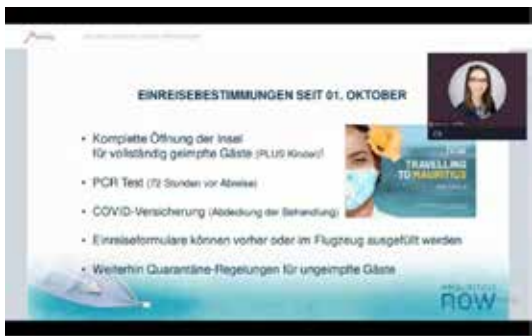 EINREISEBESTIMMUNGEN SEIT 01. OKTOBER
• Komplette Öffnung der Insel
für vollständig geimpfte Gäste (PLUS Kinder)!
• PCR Test (72 Stunden vor Abreise)
• COVID-Versicherung (Abdeckung der Behandlung)
• Einreiseformulare können vorher oder im Flugzeug ausgefüllt werden
• Weiterhin Quarantäne-Regelungen für ungeimpfte Gäste
TRAVELLING
TO MAURITIUS
MAURITIUS
NOW